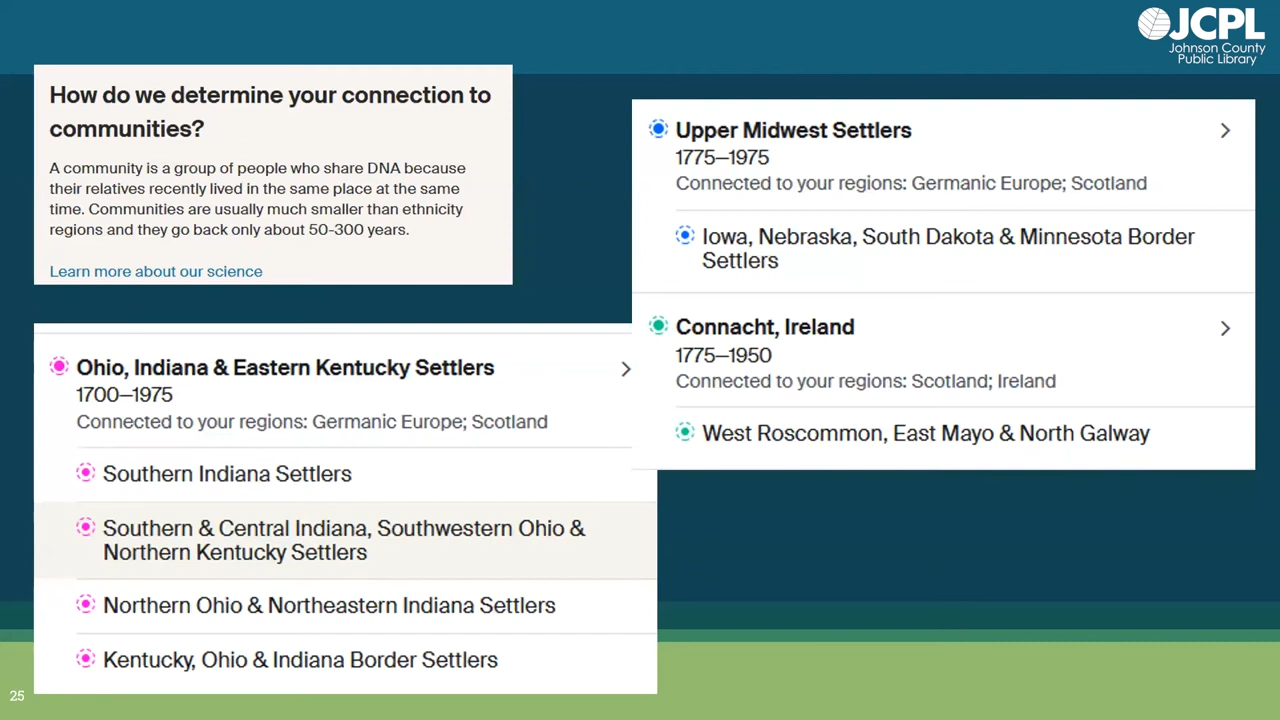 JCPL
Johnson County
Public Library
How do we determine your connection to
communities?
A community is a group of people who share DNA because
their relatives recently lived in the same place at the same
time. Communities are usually much smaller than ethnicity
regions and they go back only about 50-300 years.
Learn more about our science
Ohio, Indiana & Eastern Kentucky Settlers
1700—1975
Connected to your regions: Germanic Europe; Scotland
Southern Indiana Settlers
Southern & Central Indiana, Southwestern Ohio &
Northern Kentucky Settlers
Northern Ohio & Northeastern Indiana Settlers
Kentucky, Ohio & Indiana Border Settlers
Upper Midwest Settlers
1775—1975
Connected to your regions: Germanic Europe; Scotland
Iowa, Nebraska, South Dakota & Minnesota Border
Settlers
Connacht, Ireland
1775—1950
Connected to your regions: Scotland; Ireland
West Roscommon, East Mayo & North Galway
25